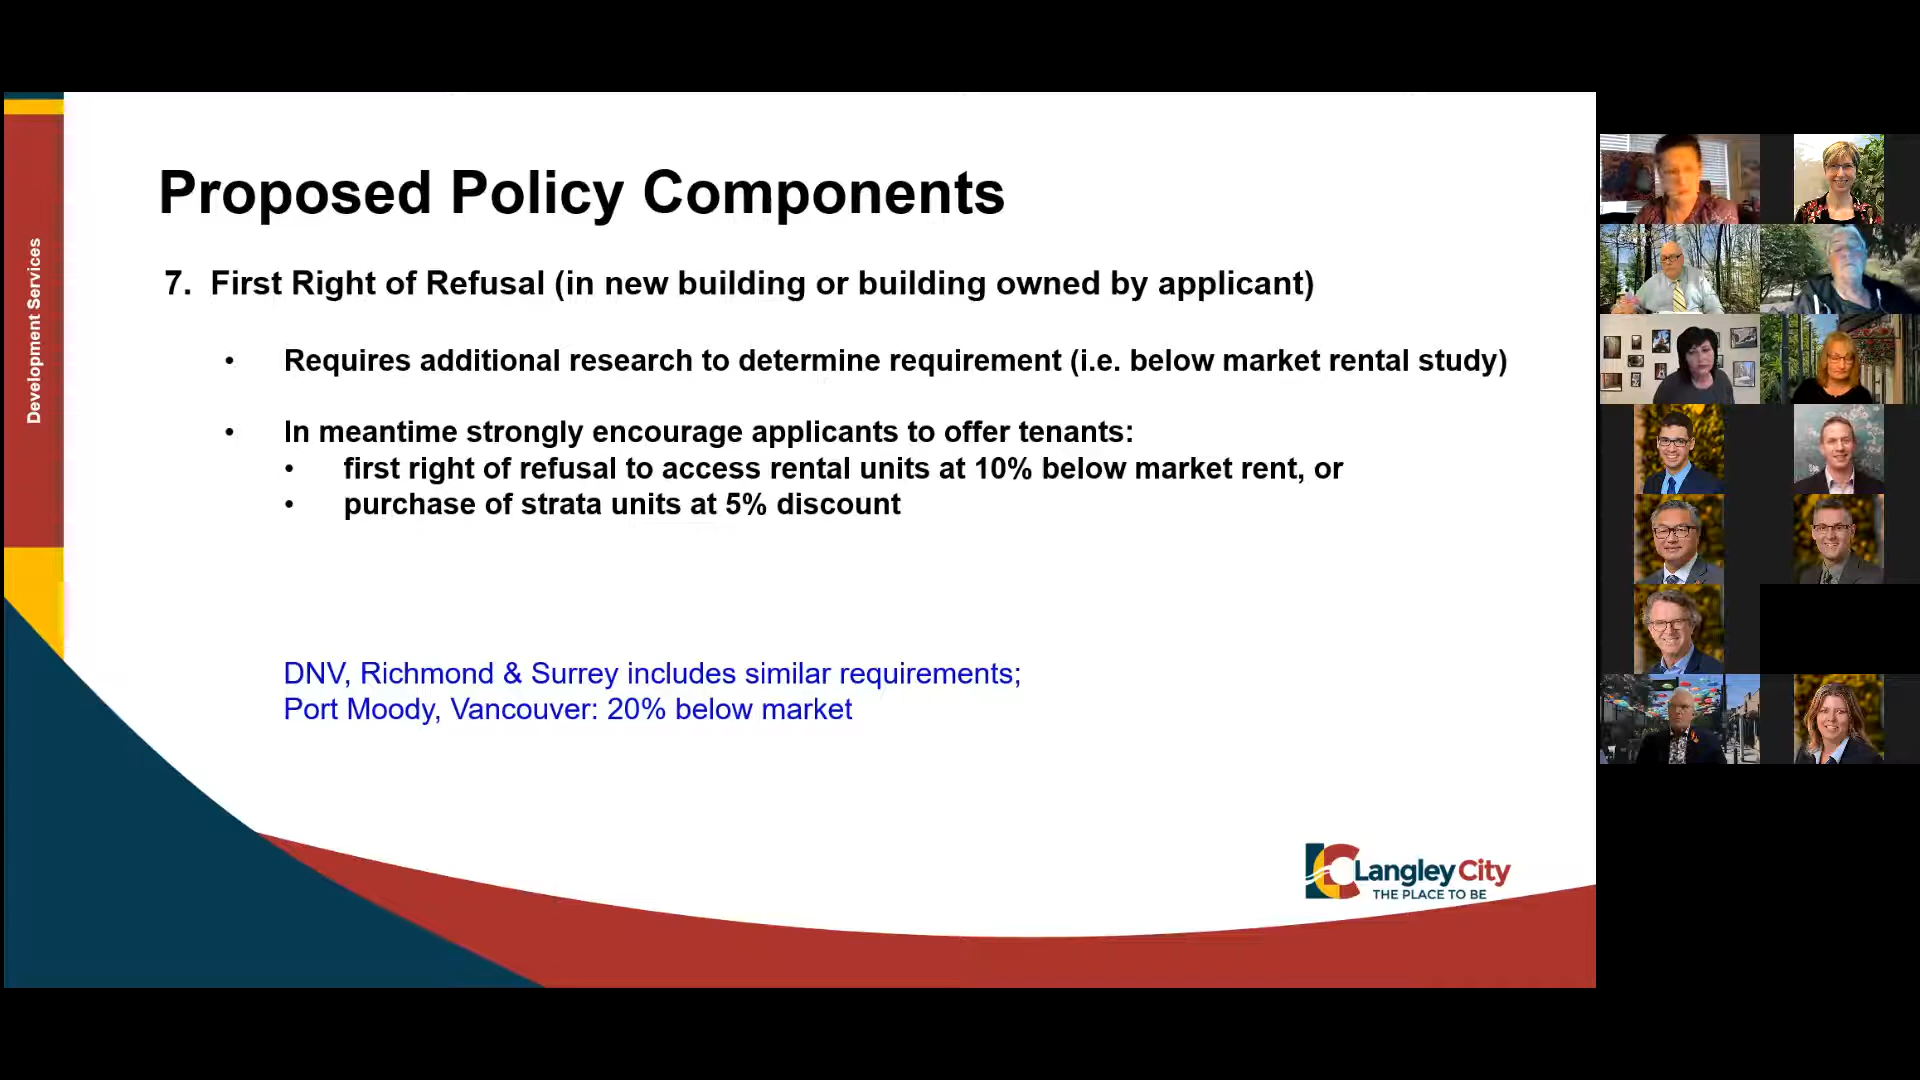 Development Services
Proposed Policy Components
7. First Right of Refusal (in new building or building owned by applicant)
• Requires additional research to determine requirement (i.e. below market rental study)
• In meantime strongly encourage applicants to offer tenants:
• first right of refusal to access rental units at 10% below market rent, or
• purchase of strata units at 5% discount
DNV, Richmond & Surrey includes similar requirements;
Port Moody, Vancouver: 20% below market
LC Langley City
THE PLACE TO BE